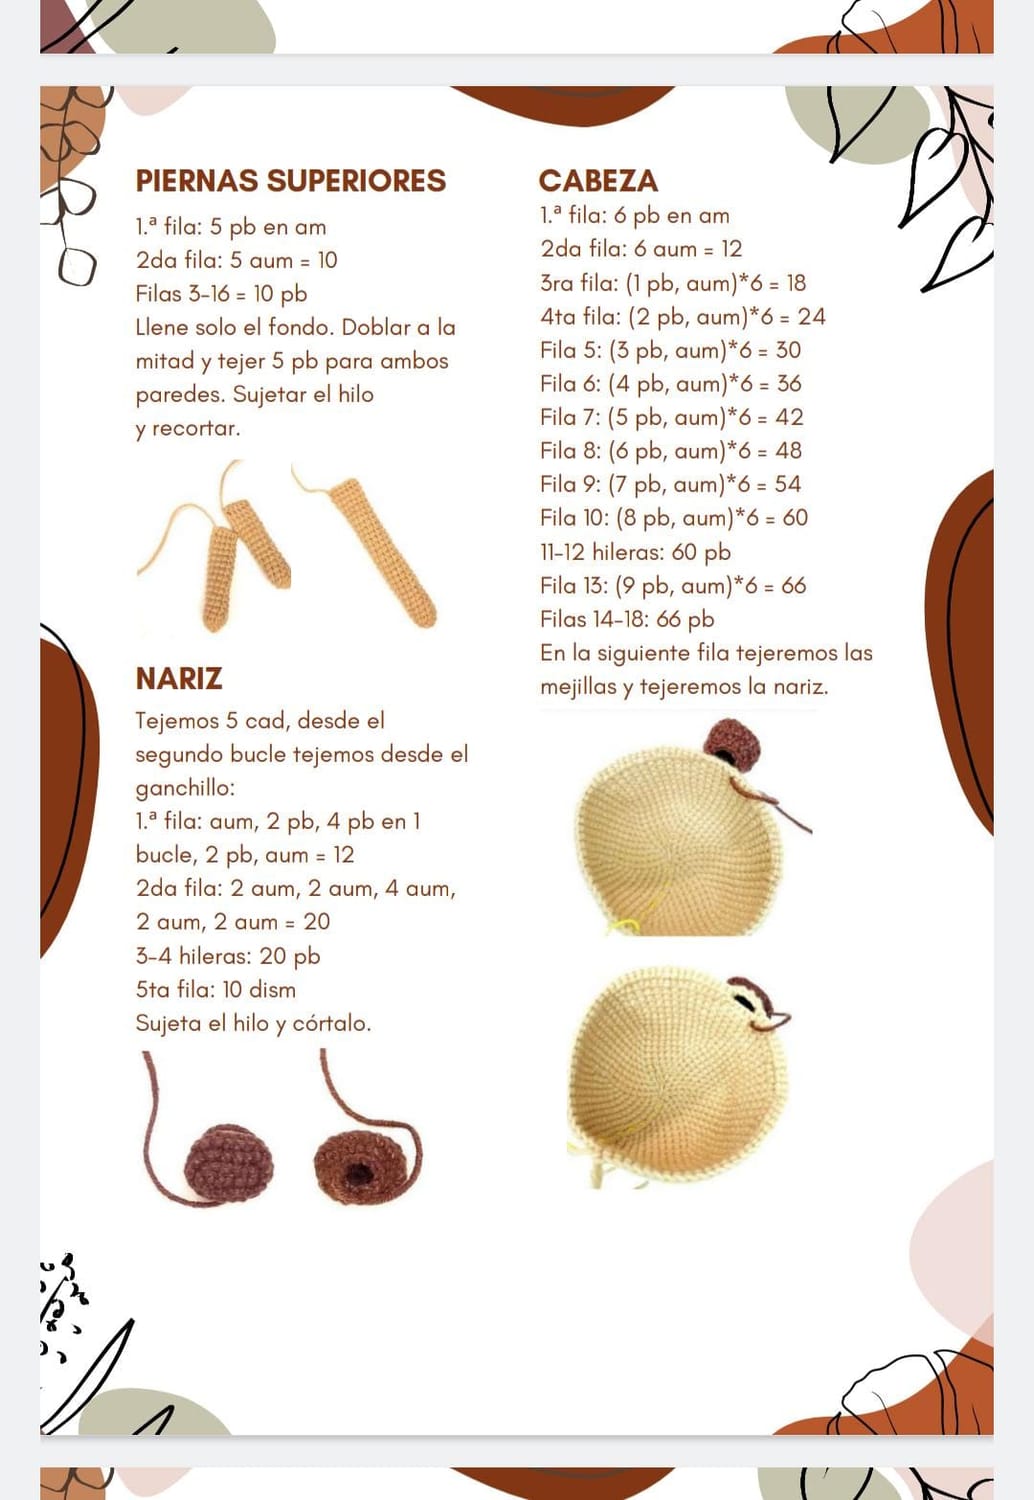 PIERNAS SUPERIORES
1.ª fila: 5 pb en am
2da fila: 5 aum = 10
Filas 3-16 = 10 pb
Llene solo el fondo. Doblar a la
mitad y tejer 5 pb para ambos
paredes. Sujetar el hilo
y recortar.
NARIZ
Tejemos 5 cad, desde el
segundo bucle tejemos desde el
ganchillo:
1.ª fila: aum, 2 pb, 4 pb en 1
bucle, 2 pb, aum = 12
2da fila: 2 aum, 2 aum, 4 aum,
2 aum, 2 aum = 20
3-4 hileras: 20 pb
5ta fila: 10 dism
Sujeta el hilo y córtalo.
CABEZA
1.ª fila: 6 pb en am
2da fila: 6 aum = 12
3ra fila: (1 pb, aum)*6 = 18
4ta fila: (2 pb, aum)*6 = 24
Fila 5: (3 pb, aum)*6 = 30
Fila 6: (4 pb, aum)*6 = 36
Fila 7: (5 pb, aum)*6 = 42
Fila 8: (6 pb, aum)*6 = 48
Fila 9: (7 pb, aum)*6 = 54
Fila 10: (8 pb, aum)*6 = 60
11-12 hileras: 60 pb
Fila 13: (9 pb, aum)*6 = 66
Filas 14-18: 66 pb
En la siguiente fila tejeremos las
mejillas y tejeremos la nariz.